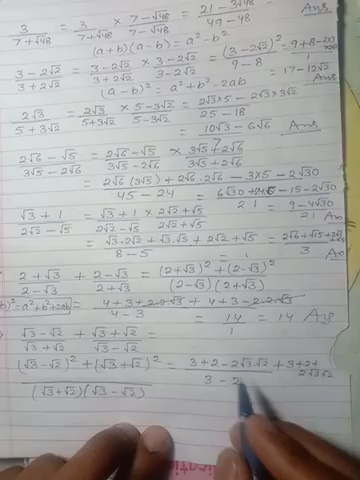 3/(7+√48) = 3/(7+√48) × (7-√48)/(7-√48) = (21-3√48)/(49-48) Ans
(a+b)(a-b) = a²-b²
(3-2√2)/(3+2√2) = (3-2√2)/(3+2√2) × (3-2√2)/(3-2√2) = (3-2√2)²/(9-8) = 9+8-2√3
(a-b)² = a²+b²-2ab = 17-12√2 Ans
2√3/(5+3√2) = 2√3/(5+3√2) × (5-3√2)/(5-3√2) = (2√3×5-2√3×3√2)/(25-18)
= (10√3-6√6)/7 Ans
(2√6-√5)/(3√5-2√6) = (2√6-√5)/(3√5-2√6) × (3√5+2√6)/(3√5+2√6)
= (2√6(3√5)+2√6.2√6-3×5-2√30)/(45-24) = (6√30+24-15-2√30)/21
= (9-4√30)/21 Ans
(√3+1)/(2√2-√5) = (√3+1)/(2√2-√5) × (2√2+√5)/(2√2+√5)
= (√3.2√2+√3.√5+2√2+√5)/(8-5) = (2√6+√15+2√2+√5)/3
(2+√3)/(2-√3) + (2-√3)/(2+√3) = ((2+√3)²+(2-√3)²)/((2-√3)(2+√3))
b)²=a²+b²+2ab = (4+3+2.2√3+4+3-2.2√3)/(4-3) = 14/1 = 14 Ans
(√3-√2)/(√3+√2) + (√3+√2)/(√3-√2) =
((√3-√2)²+(√3+√2)²)/((√3+√2)(√3-√2)) = (3+2-2√3.√2+3+2+2√3.√2)/(3-2)